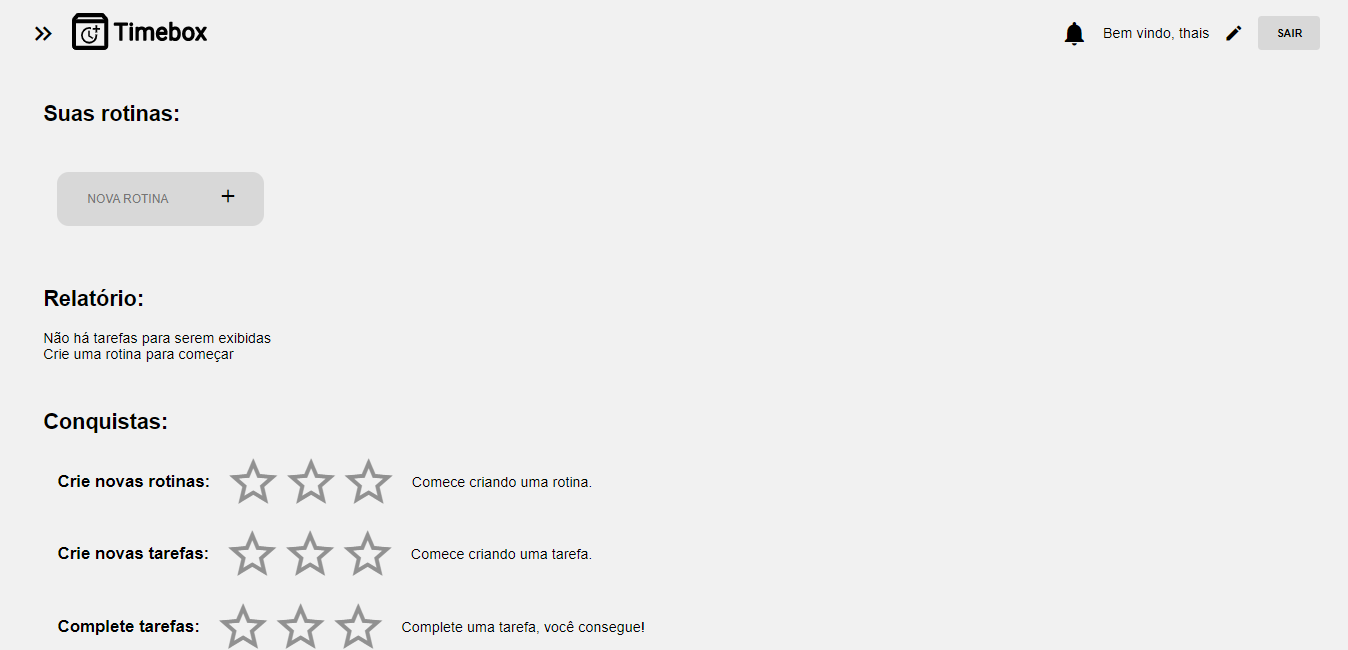 Timebox
Bem vindo, thais
SAIR
Suas rotinas:
NOVA ROTINA +
Relatório:
Não há tarefas para serem exibidas
Crie uma rotina para começar
Conquistas:
Crie novas rotinas: Comece criando uma rotina.
Crie novas tarefas: Comece criando uma tarefa.
Complete tarefas: Complete uma tarefa, você consegue!